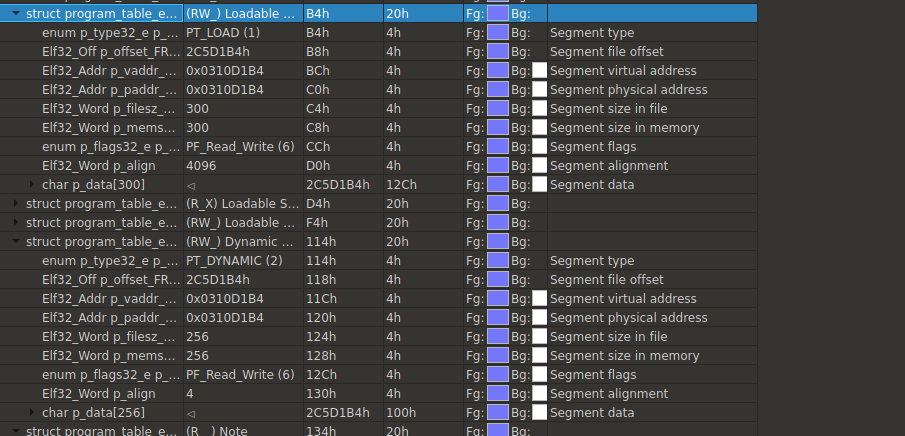 struct program_table_e... (RW_) Loadable ... B4h 20h Fg: Bg:
enum p_type32_e p_... PT_LOAD (1) B4h 4h Fg: Bg: Segment type
Elf32_Off p_offset_FR... 2C5D1B4h B8h 4h Fg: Bg: Segment file offset
Elf32_Addr p_vaddr_... 0x0310D1B4 BCh 4h Fg: Bg: Segment virtual address
Elf32_Addr p_paddr_... 0x0310D1B4 C0h 4h Fg: Bg: Segment physical address
Elf32_Word p_filesz_... 300 C4h 4h Fg: Bg: Segment size in file
Elf32_Word p_mems... 300 C8h 4h Fg: Bg: Segment size in memory
enum p_flags32_e p_... PF_Read_Write (6) CCh 4h Fg: Bg: Segment flags
Elf32_Word p_align 4096 D0h 4h Fg: Bg: Segment alignment
char p_data[300] 2C5D1B4h 12Ch Fg: Bg: Segment data
struct program_table_e... (R_X) Loadable S... D4h 20h Fg: Bg:
struct program_table_e... (RW_) Loadable ... F4h 20h Fg: Bg:
struct program_table_e... (RW_) Dynamic ... 114h 20h Fg: Bg:
enum p_type32_e p_... PT_DYNAMIC (2) 114h 4h Fg: Bg: Segment type
Elf32_Off p_offset_FR... 2C5D1B4h 118h 4h Fg: Bg: Segment file offset
Elf32_Addr p_vaddr_... 0x0310D1B4 11Ch 4h Fg: Bg: Segment virtual address
Elf32_Addr p_paddr_... 0x0310D1B4 120h 4h Fg: Bg: Segment physical address
Elf32_Word p_filesz_... 256 124h 4h Fg: Bg: Segment size in file
Elf32_Word p_mems... 256 128h 4h Fg: Bg: Segment size in memory
enum p_flags32_e p_... PF_Read_Write (6) 12Ch 4h Fg: Bg: Segment flags
Elf32_Word p_align 4 130h 4h Fg: Bg: Segment alignment
char p_data[256] 2C5D1B4h 100h Fg: Bg: Segment data
struct program_table_e... (R__) Note 134h 20h Fg: Bg: